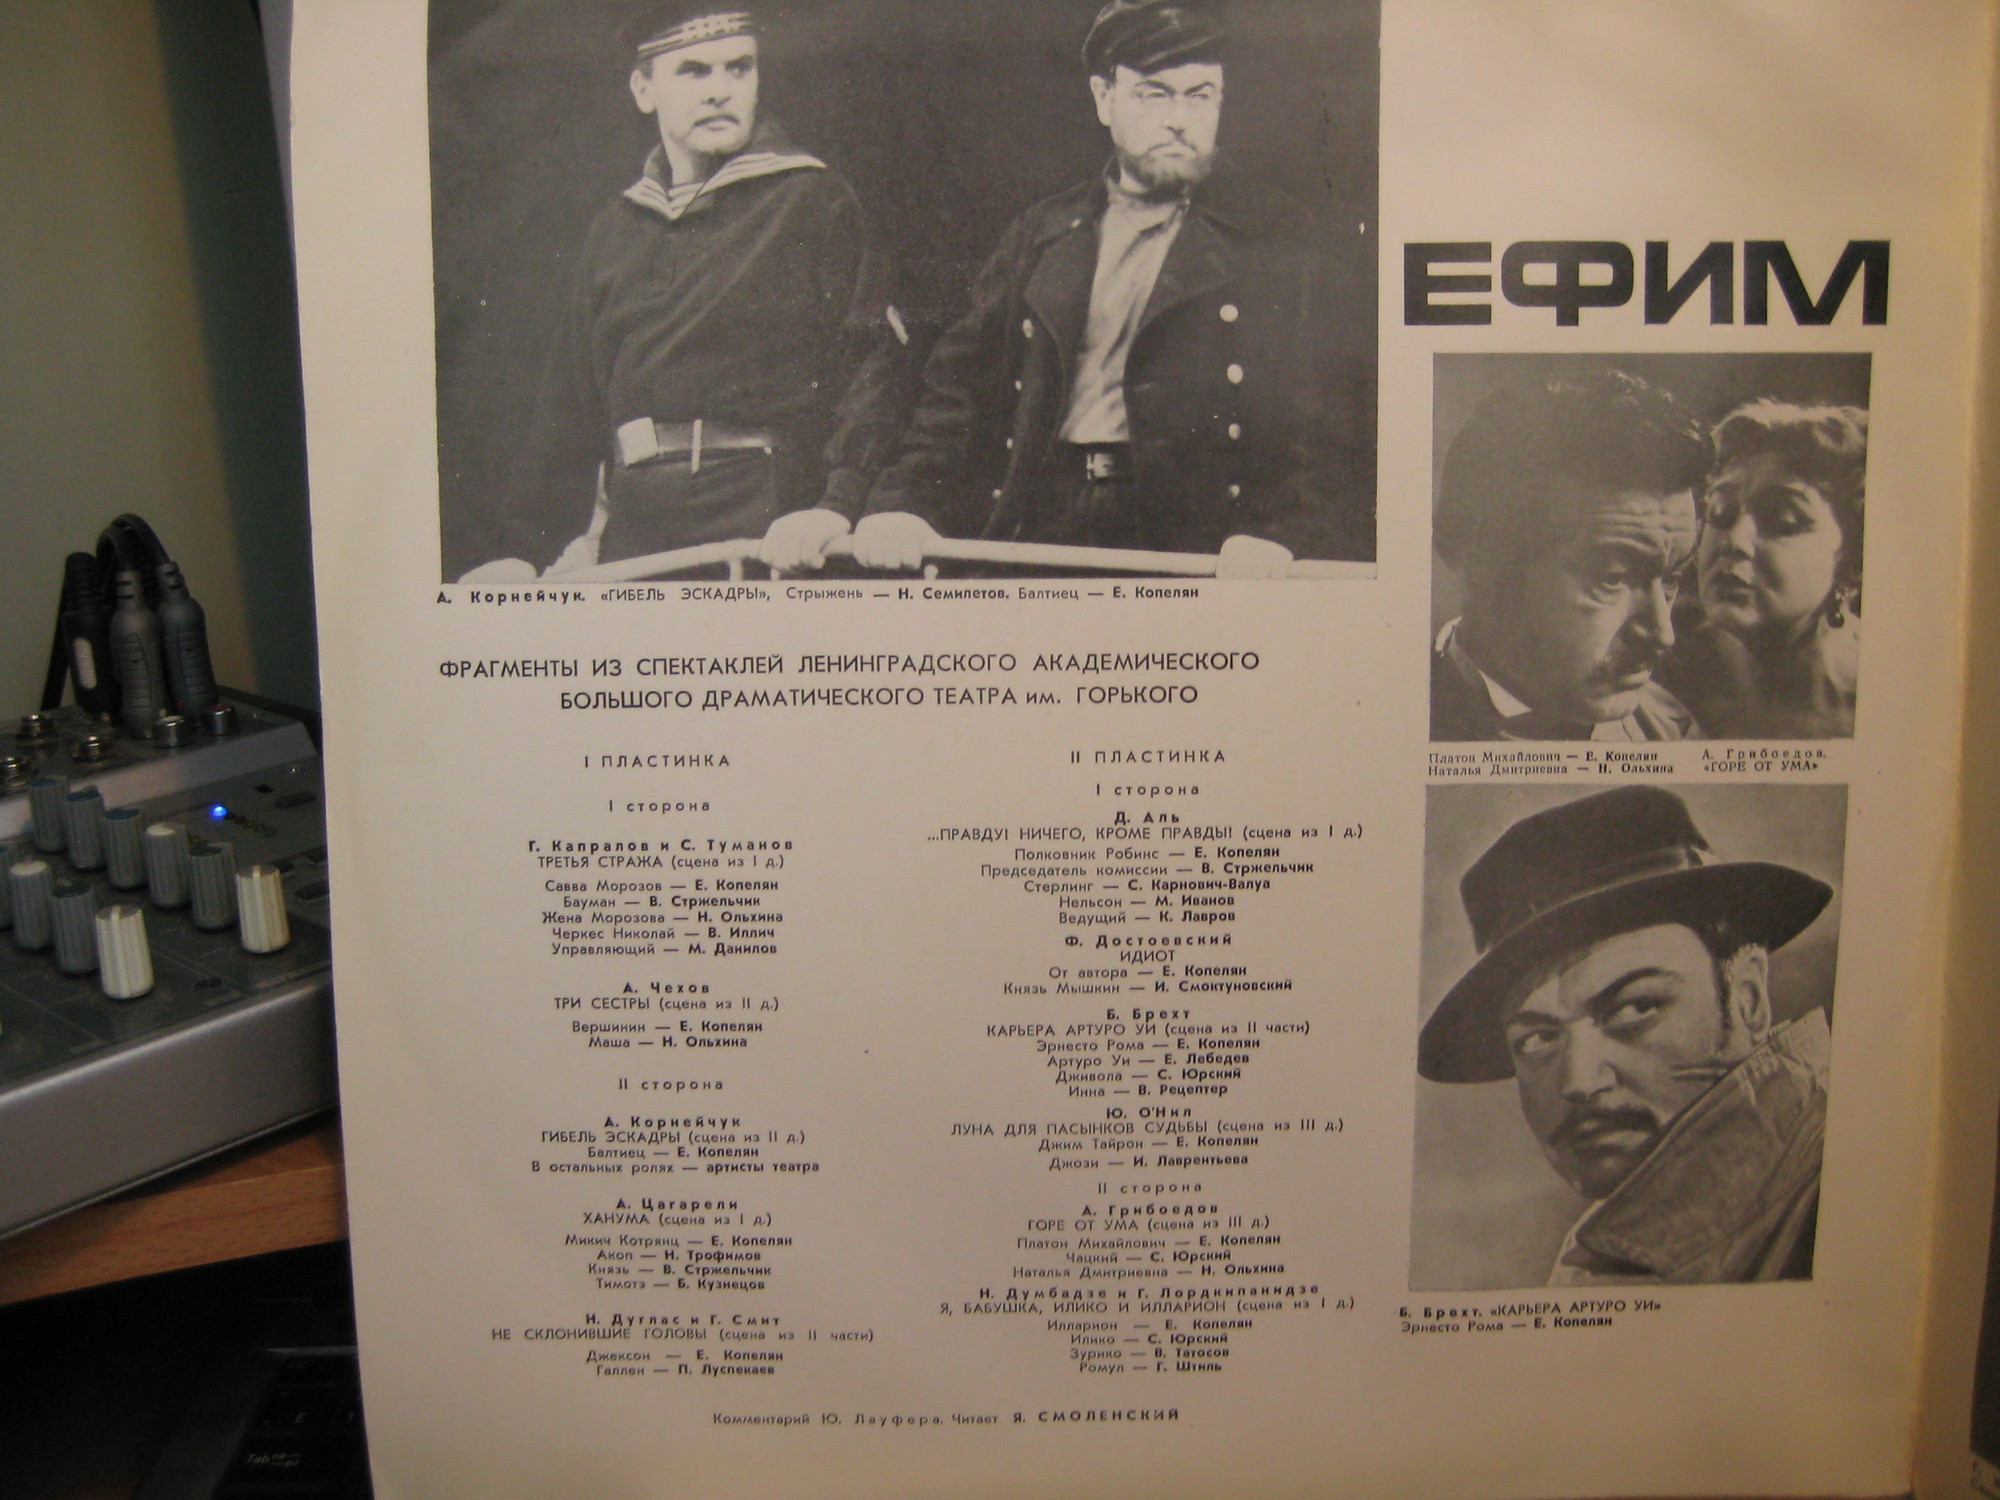 А. Корнейчук. «ГИБЕЛЬ ЭСКАДРЫ», Стрыжень — Н. Семилетов. Балтиец — Е. Копелян
ФРАГМЕНТЫ ИЗ СПЕКТАКЛЕЙ ЛЕНИНГРАДСКОГО АКАДЕМИЧЕСКОГО
БОЛЬШОГО ДРАМАТИЧЕСКОГО ТЕАТРА им. ГОРЬКОГО
I ПЛАСТИНКА
I сторона
Г. Капралов и С. Туманов
ТРЕТЬЯ СТРАЖА (сцена из I д.)
Савва Морозов — Е. Копелян
Бауман — В. Стржельчик
Жена Морозова — Н. Ольхина
Черкес Николай — В. Иллич
Управляющий — М. Данилов
А. Чехов
ТРИ СЕСТРЫ (сцена из II д.)
Вершинин — Е. Копелян
Маша — Н. Ольхина
II сторона
А. Корнейчук
ГИБЕЛЬ ЭСКАДРЫ (сцена из II д.)
Балтиец — Е. Копелян
В остальных ролях — артисты театра
А. Цагарели
ХАНУМА (сцена из I д.)
Микич Котрянц — Е. Копелян
Акоп — Н. Трофимов
Князь — В. Стржельчик
Тимотэ — Б. Кузнецов
Н. Дуглас и Г. Смит
НЕ СКЛОНИВШИЕ ГОЛОВЫ (сцена из II части)
Джексон — Е. Копелян
Галлен — П. Луспекаев
II ПЛАСТИНКА
I сторона
Д. Аль
...ПРАВДУ! НИЧЕГО, КРОМЕ ПРАВДЫ! (сцена из I д.)
Полковник Робинс — Е. Копелян
Председатель комиссии — В. Стржельчик
Стерлинг — С. Карнович-Валуа
Нельсон — М. Иванов
Ведущий — К. Лавров
Ф. Достоевский
ИДИОТ
От автора — Е. Копелян
Князь Мышкин — И. Смоктуновский
Б. Брехт
КАРЬЕРА АРТУРО УИ (сцена из II части)
Эрнесто Рома — Е. Копелян
Артуро Уи — Е. Лебедев
Дживола — С. Юрский
Инна — В. Рецептер
Ю. О'Нил
ЛУНА ДЛЯ ПАСЫНКОВ СУДЬБЫ (сцена из III д.)
Джим Тайрон — Е. Копелян
Джози — И. Лаврентьева
II сторона
А. Грибоедов
ГОРЕ ОТ УМА (сцена из III д.)
Платон Михайлович — Е. Копелян
Чацкий — С. Юрский
Наталья Дмитриевна — Н. Ольхина
Н. Думбадзе и Г. Лордкипанидзе
Я, БАБУШКА, ИЛИКО И ИЛЛАРИОН (сцена из I д.)
Илларион — Е. Копелян
Илико — С. Юрский
Зурико — В. Татосов
Ромул — Г. Штиль
Комментарий Ю. Лауфера. Читает Я. СМОЛЕНСКИЙ
ЕФИМ
Платон Михайлович — Е. Копелян
Наталья Дмитриевна — Н. Ольхина
А. Грибоедов.
«ГОРЕ ОТ УМА»
Б. Брехт. «КАРЬЕРА АРТУРО УИ»
Эрнесто Рома — Е. Копелян
Tab